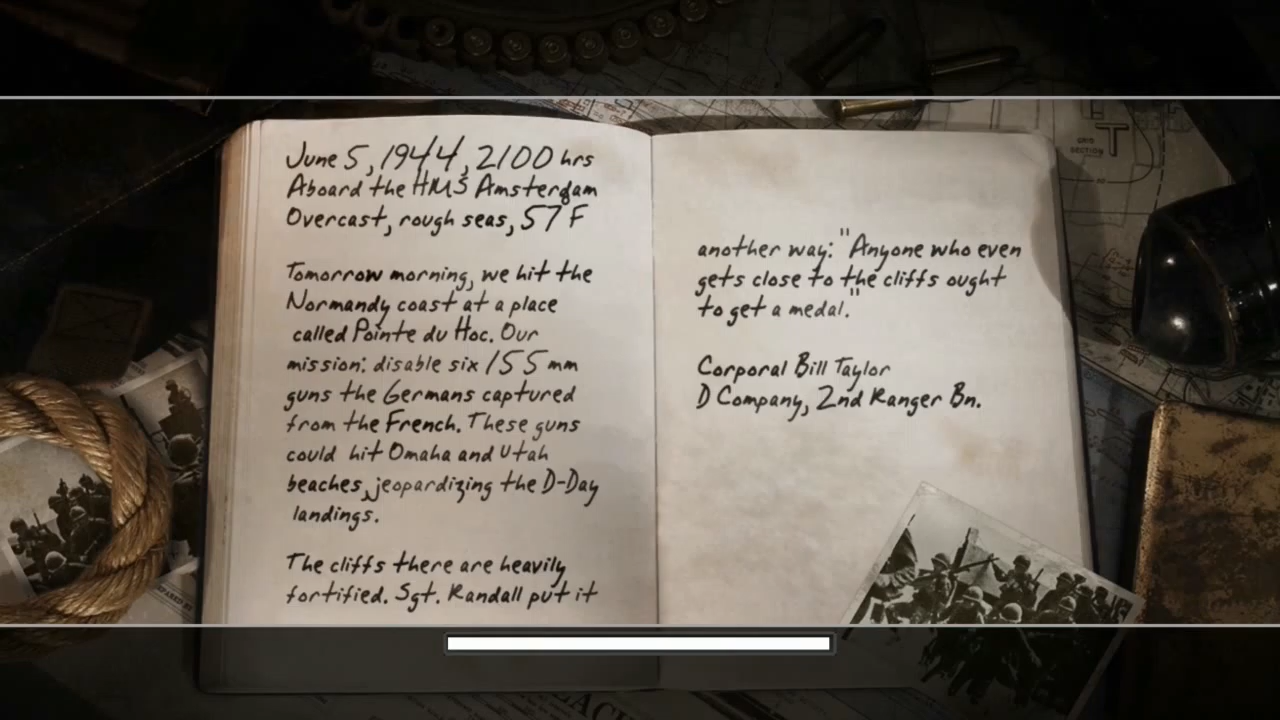 June 5, 1944, 2100 hrs
Aboard the HMS Amsterdam
Overcast, rough seas, 57 F
Tomorrow morning, we hit the
Normandy coast at a place
called Pointe du Hoc. Our
mission: disable six 155 mm
guns the Germans captured
from the French. These guns
could hit Omaha and Utah
beaches, jeopardizing the D-Day
landings.
The cliffs there are heavily
fortified. Sgt. Randall put it
another way: "Anyone who even
gets close to the cliffs ought
to get a medal."
Corporal Bill Taylor
D Company, 2nd Ranger Bn.
GRID
SECTION T